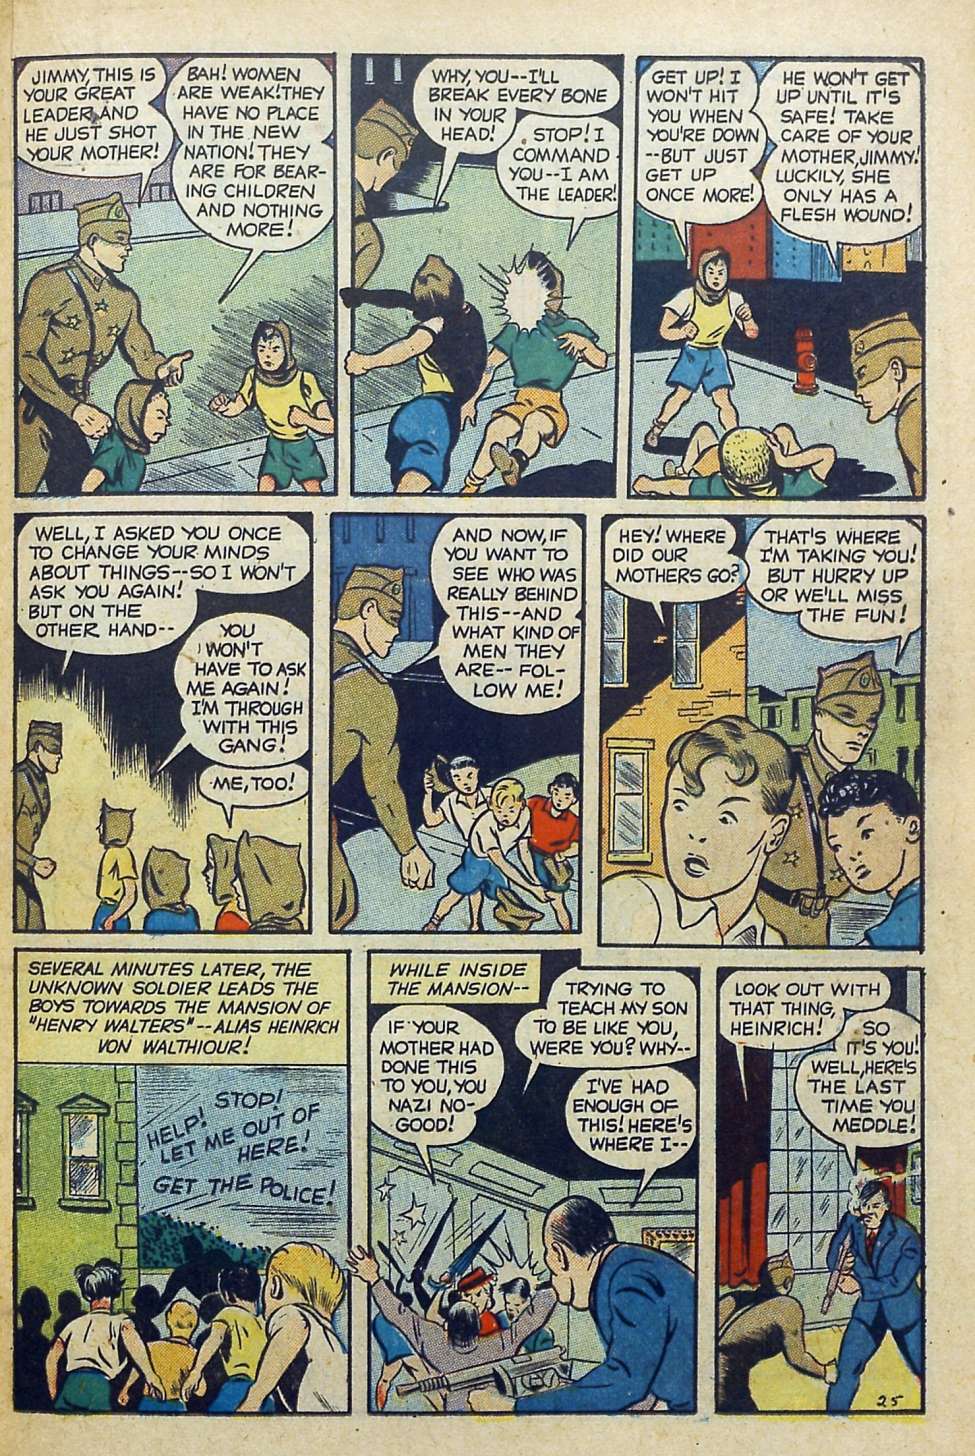 JIMMY, THIS IS
YOUR GREAT
LEADER AND
HE JUST SHOT
YOUR MOTHER!
BAH! WOMEN
ARE WEAK! THEY
HAVE NO PLACE
IN THE NEW
NATION! THEY
ARE FOR BEAR-
ING CHILDREN
AND NOTHING
MORE!
WHY, YOU--I'LL
BREAK EVERY BONE
IN YOUR
HEAD!
STOP! I
COMMAND
YOU--I AM
THE LEADER!
GET UP! I
WON'T HIT
YOU WHEN
YOU'RE DOWN
--BUT JUST
GET UP
ONCE MORE!
HE WON'T GET
UP UNTIL IT'S
SAFE! TAKE
CARE OF YOUR
MOTHER, JIMMY!
LUCKILY, SHE
ONLY HAS A
FLESH WOUND!
WELL, I ASKED YOU ONCE
TO CHANGE YOUR MINDS
ABOUT THINGS--SO I WON'T
ASK YOU AGAIN!
BUT ON THE
OTHER HAND--
YOU
WON'T
HAVE TO ASK
ME AGAIN!
I'M THROUGH
WITH THIS
GANG!
ME, TOO!
AND NOW, IF
YOU WANT TO
SEE WHO WAS
REALLY BEHIND
THIS--AND
WHAT KIND OF
MEN THEY
ARE--FOL-
LOW ME!
HEY! WHERE
DID OUR
MOTHERS GO?
THAT'S WHERE
I'M TAKING YOU!
BUT HURRY UP
OR WE'LL MISS
THE FUN!
SEVERAL MINUTES LATER, THE
UNKNOWN SOLDIER LEADS THE
BOYS TOWARDS THE MANSION OF
"HENRY WALTERS"--ALIAS HEINRICH
VON WALTHIOUR!
HELP! STOP!
LET ME OUT OF
HERE!
GET THE POLICE!
WHILE INSIDE
THE MANSION--
IF YOUR
MOTHER HAD
DONE THIS
TO YOU, YOU
NAZI NO-
GOOD!
TRYING TO
TEACH MY SON
TO BE LIKE YOU,
WERE YOU? WHY--
I'VE HAD
ENOUGH OF
THIS! HERE'S
WHERE I--
LOOK OUT WITH
THAT THING,
HEINRICH!
SO
IT'S YOU!
WELL, HERE'S
THE LAST
TIME YOU
MEDDLE!
25